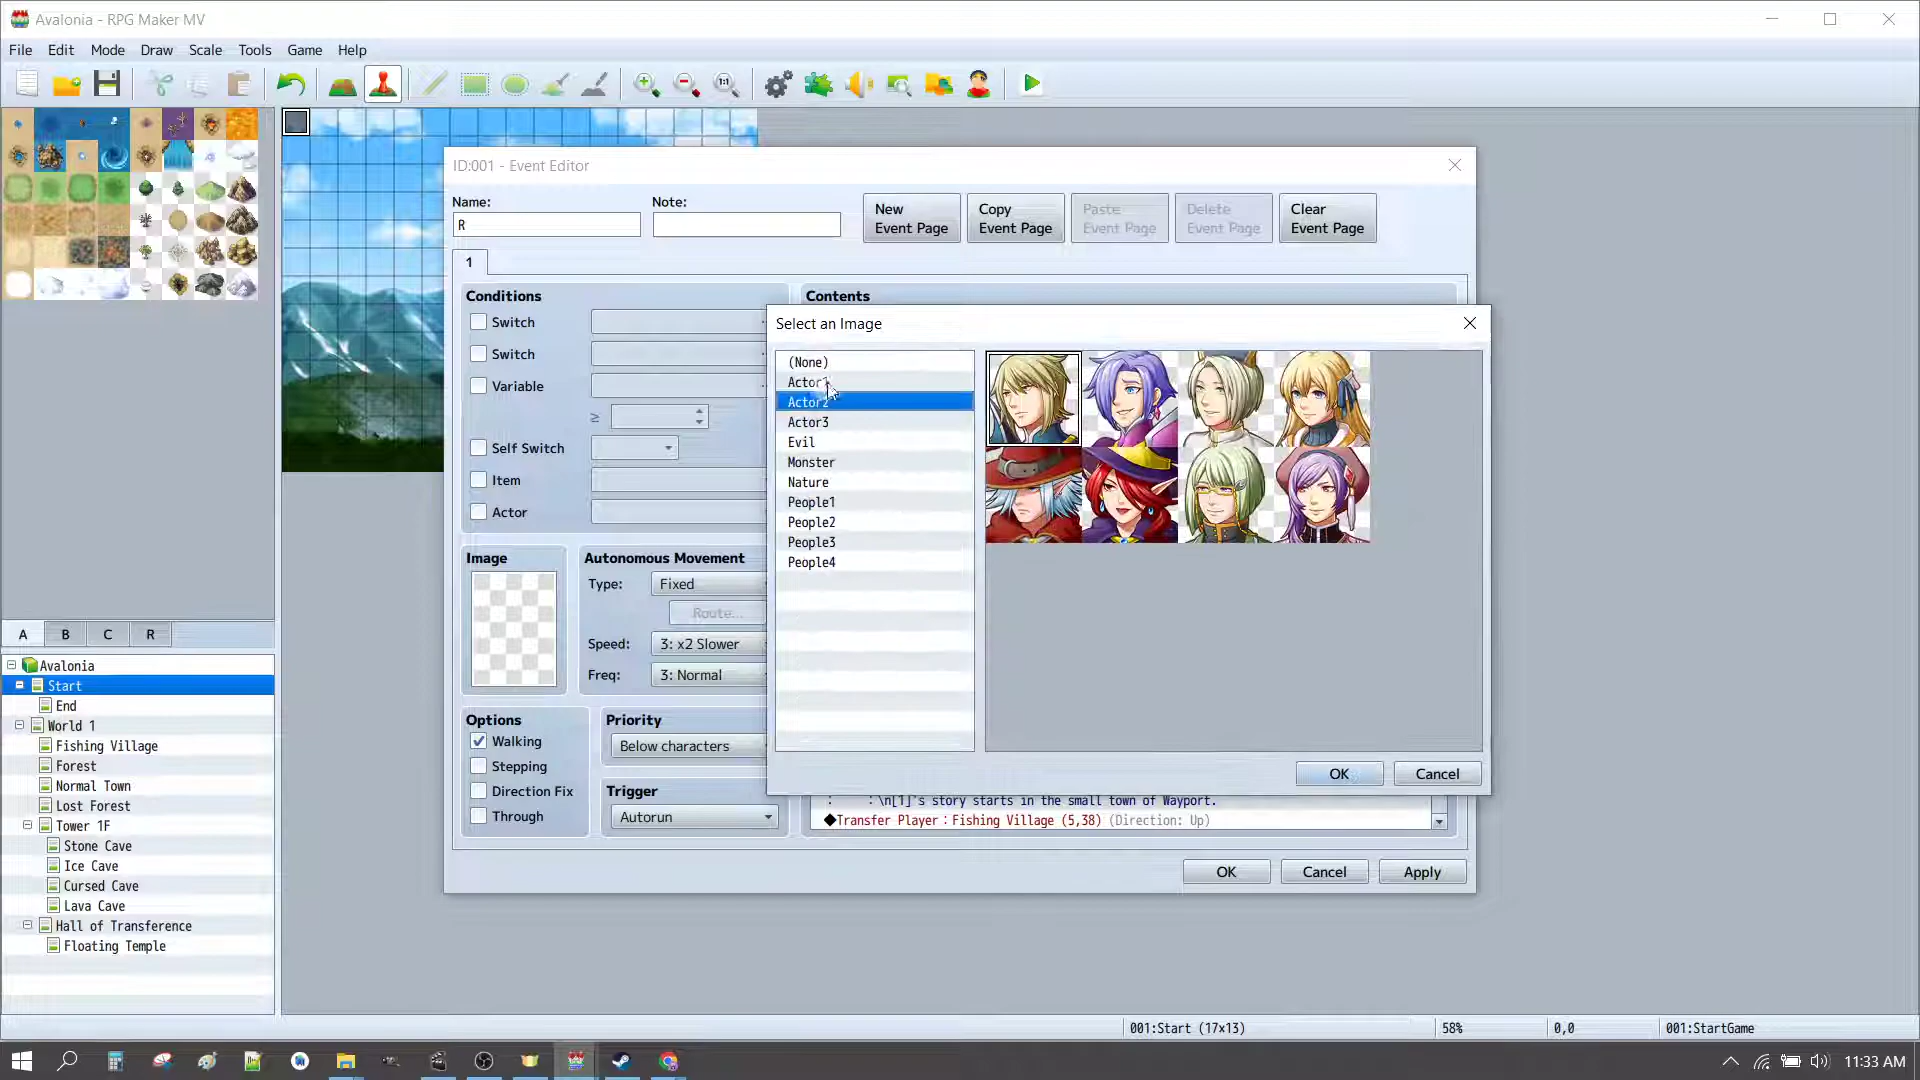 Avalonia - RPG Maker MV
File Edit Mode Draw Scale Tools Game Help
1:1
ID:001 - Event Editor
Name:
R
Note:
New
Event Page
Copy
Event Page
Paste
Event Page
Delete
Event Page
Clear
Event Page
1
Conditions
Switch
Switch
Variable
≥
Self Switch
Item
Actor
Image
Autonomous Movement
Type: Fixed
Route...
Speed: 3: x2 Slower
Freq: 3: Normal
Options
Walking
Stepping
Direction Fix
Through
Priority
Below characters
Trigger
Autorun
Contents
Select an Image
(None)
Actor1
Actor2
Actor3
Evil
Monster
Nature
People1
People2
People3
People4
OK Cancel
: :\n[1]'s story starts in the small town of Wayport.
◆Transfer Player：Fishing Village (5,38) (Direction: Up)
OK Cancel Apply
A B C R
Avalonia
Start
End
World 1
Fishing Village
Forest
Normal Town
Lost Forest
Tower 1F
Stone Cave
Ice Cave
Cursed Cave
Lava Cave
Hall of Transference
Floating Temple
001:Start (17x13) 58% 0,0 001:StartGame
11:33 AM